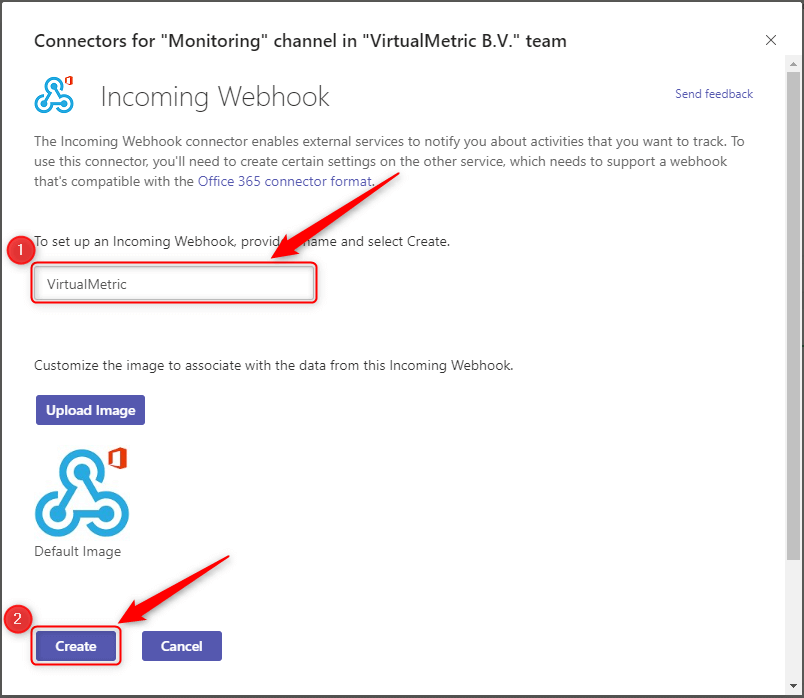 Connectors for "Monitoring" channel in "VirtualMetric B.V." team
Incoming Webhook
Send feedback
The Incoming Webhook connector enables external services to notify you about activities that you want to track. To
use this connector, you'll need to create certain settings on the other service, which needs to support a webhook
that's compatible with the Office 365 connector format.
1
To set up an Incoming Webhook, provide name and select Create.
VirtualMetric
Customize the image to associate with the data from this Incoming Webhook.
Upload Image
Default Image
2
Create
Cancel